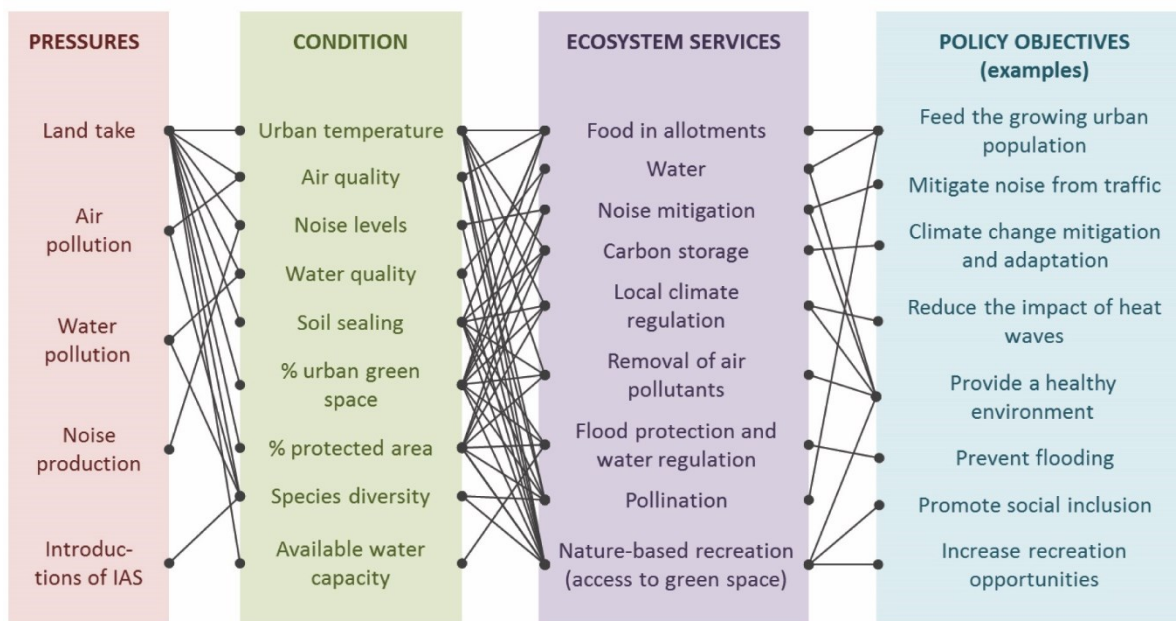 PRESSURES
Land take
Air
pollution
Water
pollution
Noise
production
Introduc-
tions of IAS
CONDITION
Urban temperature
Air quality
Noise levels
Water quality
Soil sealing
% urban green
space
% protected area
Species diversity
Available water
capacity
ECOSYSTEM SERVICES
Food in allotments
Water
Noise mitigation
Carbon storage
Local climate
regulation
Removal of air
pollutants
Flood protection and
water regulation
Pollination
Nature-based recreation
(access to green space)
POLICY OBJECTIVES
(examples)
Feed the growing urban
population
Mitigate noise from traffic
Climate change mitigation
and adaptation
Reduce the impact of heat
waves
Provide a healthy
environment
Prevent flooding
Promote social inclusion
Increase recreation
opportunities